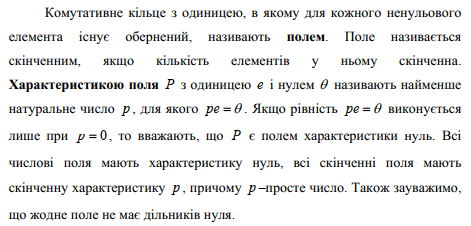 Комутативне кільце з одиницею, в якому для кожного ненульового
елемента існує обернений, називають полем. Поле називається
скінченним, якщо кількість елементів у ньому скінченна.
Характеристикою поля P з одиницею e і нулем θ називають найменше
натуральне число p, для якого pe = θ. Якщо рівність pe = θ виконується
лише при p = 0, то вважають, що P є полем характеристики нуль. Всі
числові поля мають характеристику нуль, всі скінченні поля мають
скінченну характеристику p, причому p –просте число. Також зауважимо,
що жодне поле не має дільників нуля.